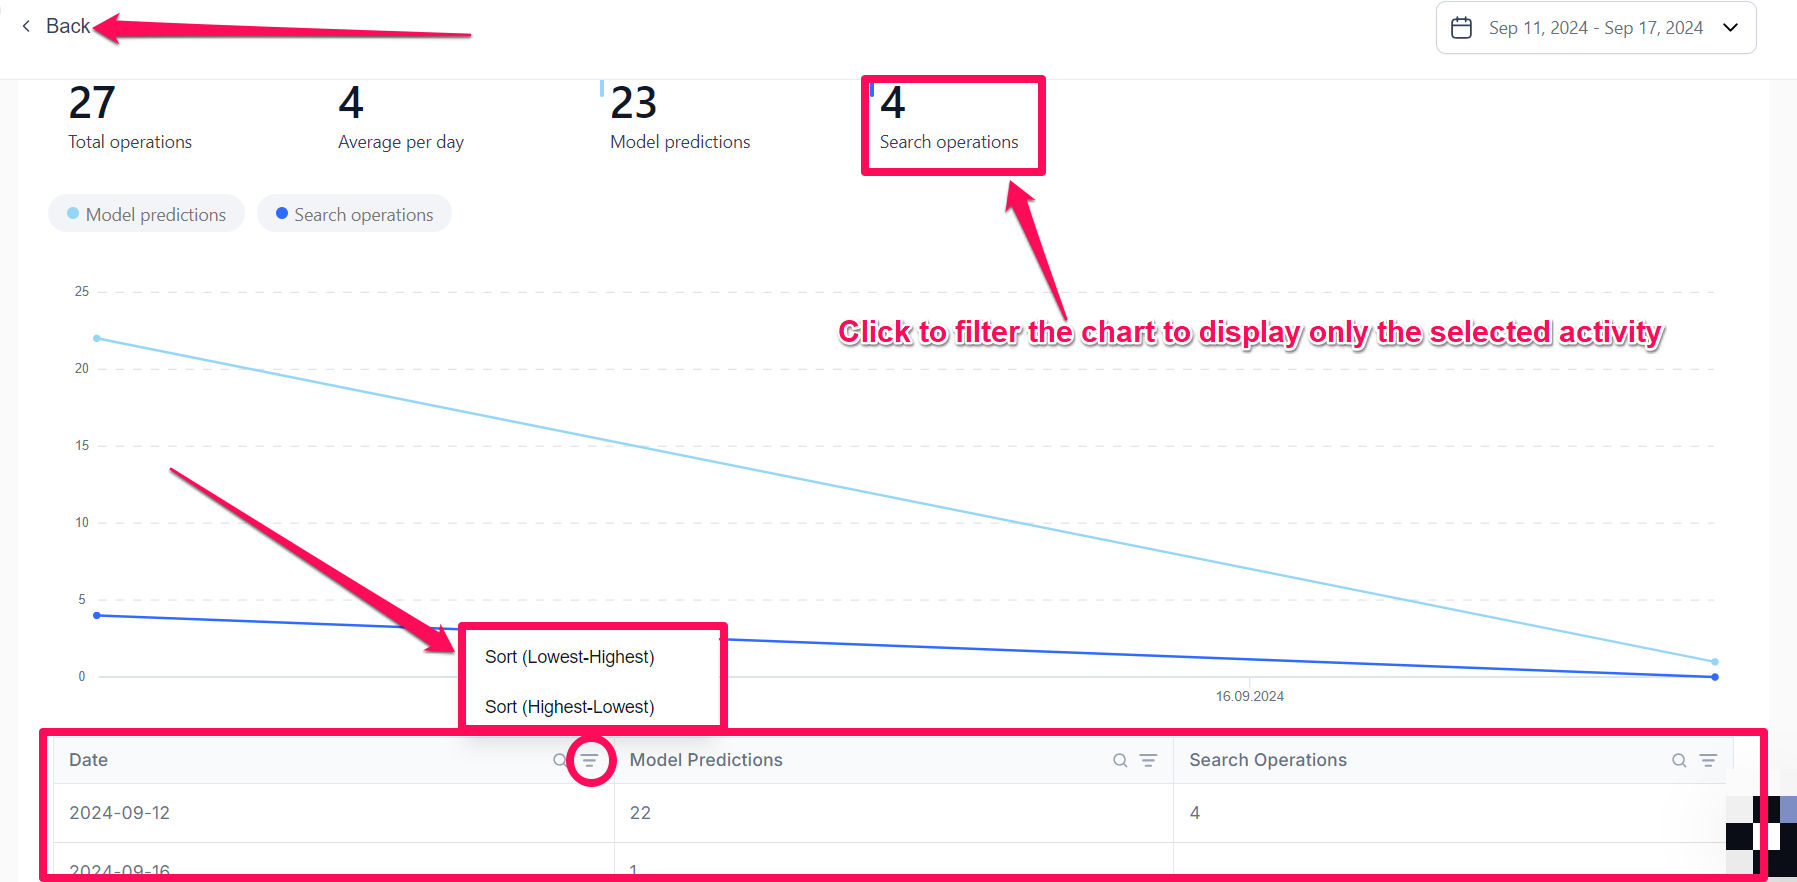 Back
Sep 11, 2024 - Sep 17, 2024
27
4
23
4
Total operations
Average per day
Model predictions
Search operations
Model predictions
Search operations
Click to filter the chart to display only the selected activity
25
20
15
10
5
0
16.09.2024
Sort (Lowest-Highest)
Sort (Highest-Lowest)
Date
Model Predictions
Search Operations
2024-09-12
22
4
2024-09-16
1